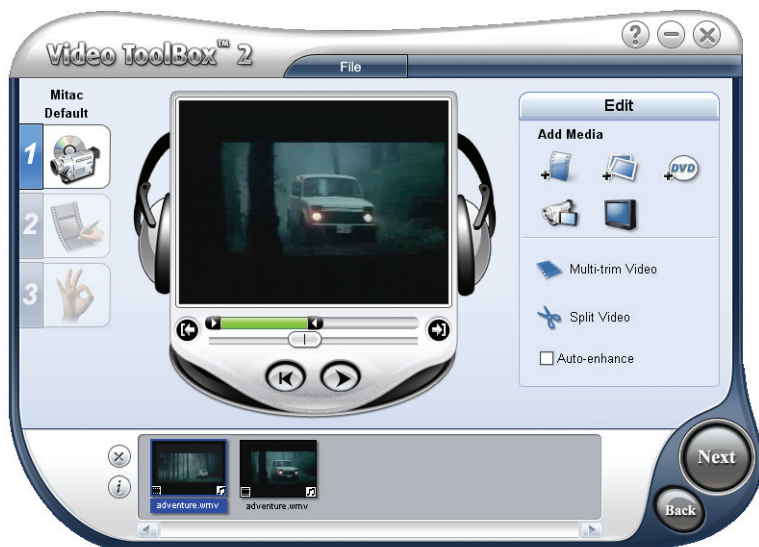 Video ToolBox™ 2
File
Mitac
Default
1
2
3
Edit
Add Media
DVD
Multi-trim Video
Split Video
Auto-enhance
adventure.wmv
adventure.wmv
Next
Back